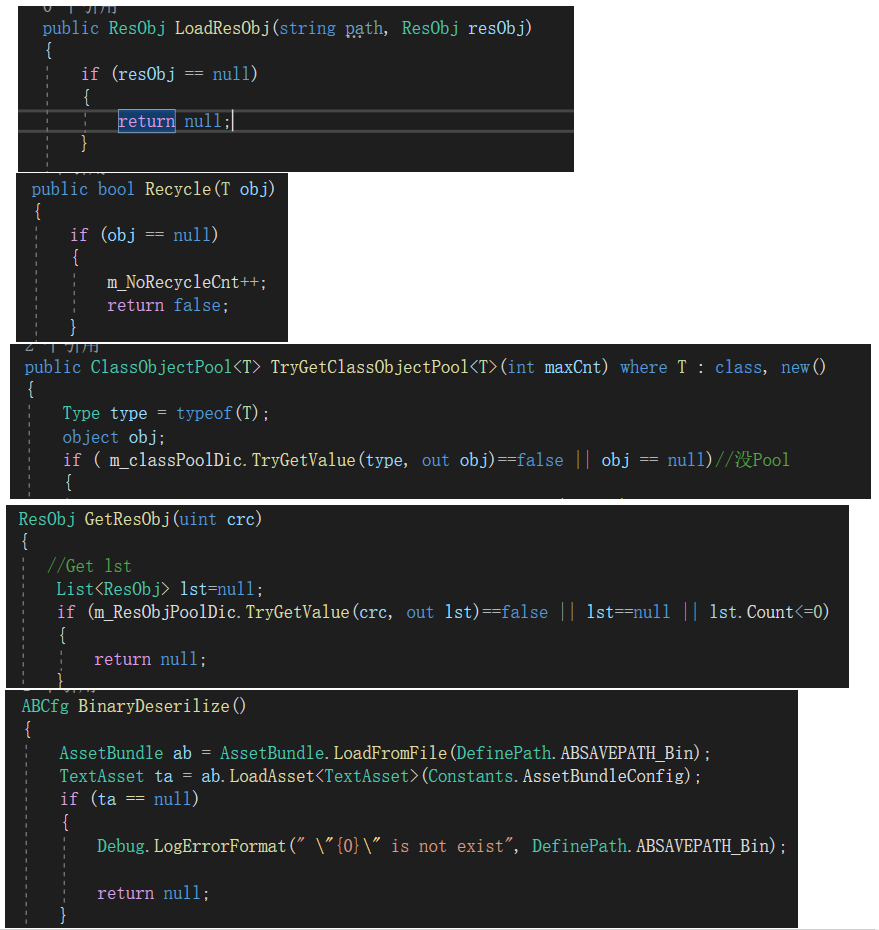 public ResObj LoadResObj(string path, ResObj resObj)
{
if (resObj == null)
{
return null;
}
public bool Recycle(T obj)
{
if (obj == null)
{
m_NoRecycleCnt++;
return false;
}
2 个引用
public ClassObjectPool<T> TryGetClassObjectPool<T>(int maxCnt) where T : class, new()
{
Type type = typeof(T);
object obj;
if ( m_classPoolDic.TryGetValue(type, out obj)==false || obj == null)//没Pool
{
ResObj GetResObj(uint crc)
{
//Get lst
List<ResObj> lst=null;
if (m_ResObjPoolDic.TryGetValue(crc, out lst)==false || lst==null || lst.Count<=0)
{
return null;
}
ABCfg BinaryDeserilize()
{
AssetBundle ab = AssetBundle.LoadFromFile(DefinePath.ABSAVEPATH_Bin);
TextAsset ta = ab.LoadAsset<TextAsset>(Constants.AssetBundleConfig);
if (ta == null)
{
Debug.LogErrorFormat(" \"{0}\" is not exist", DefinePath.ABSAVEPATH_Bin);
return null;
}